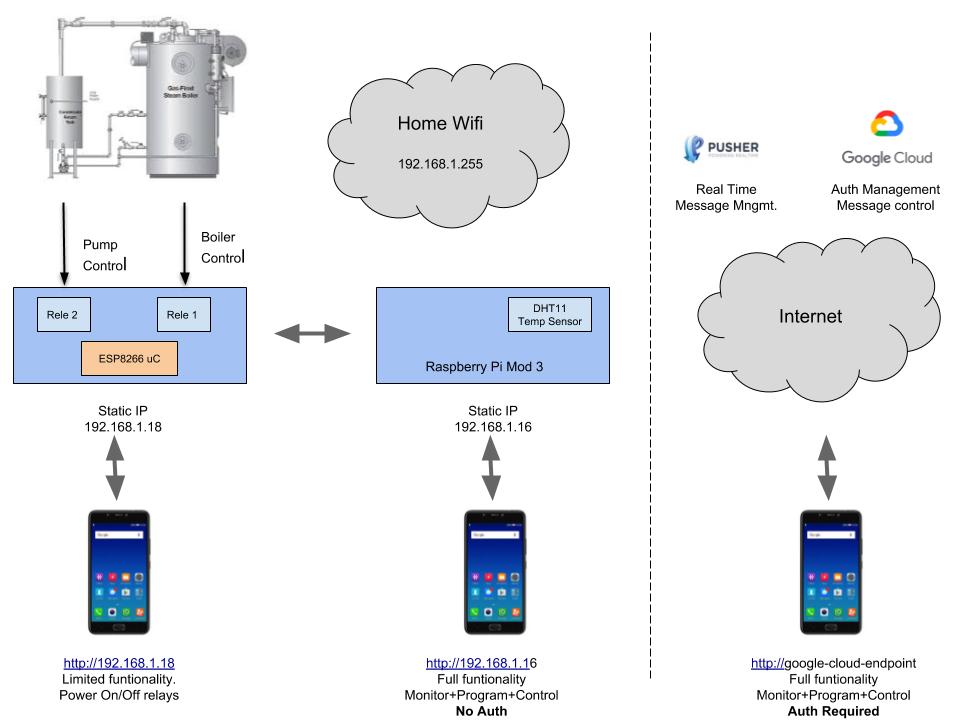 Gas-Fired
Steam Boiler
Home Wifi
192.168.1.255
PUSHER
POWERING REALTIME
Google Cloud
Real Time
Message Mngmt.
Auth Management
Message control
Pump
Control
Boiler
Control
Rele 2
Rele 1
ESP8266 uC
DHT11
Temp Sensor
Raspberry Pi Mod 3
Internet
Static IP
192.168.1.18
Static IP
192.168.1.16
http://192.168.1.18
Limited funtionality.
Power On/Off relays
http://192.168.1.16
Full funtionality
Monitor+Program+Control
No Auth
http://google-cloud-endpoint
Full funtionality
Monitor+Program+Control
Auth Required